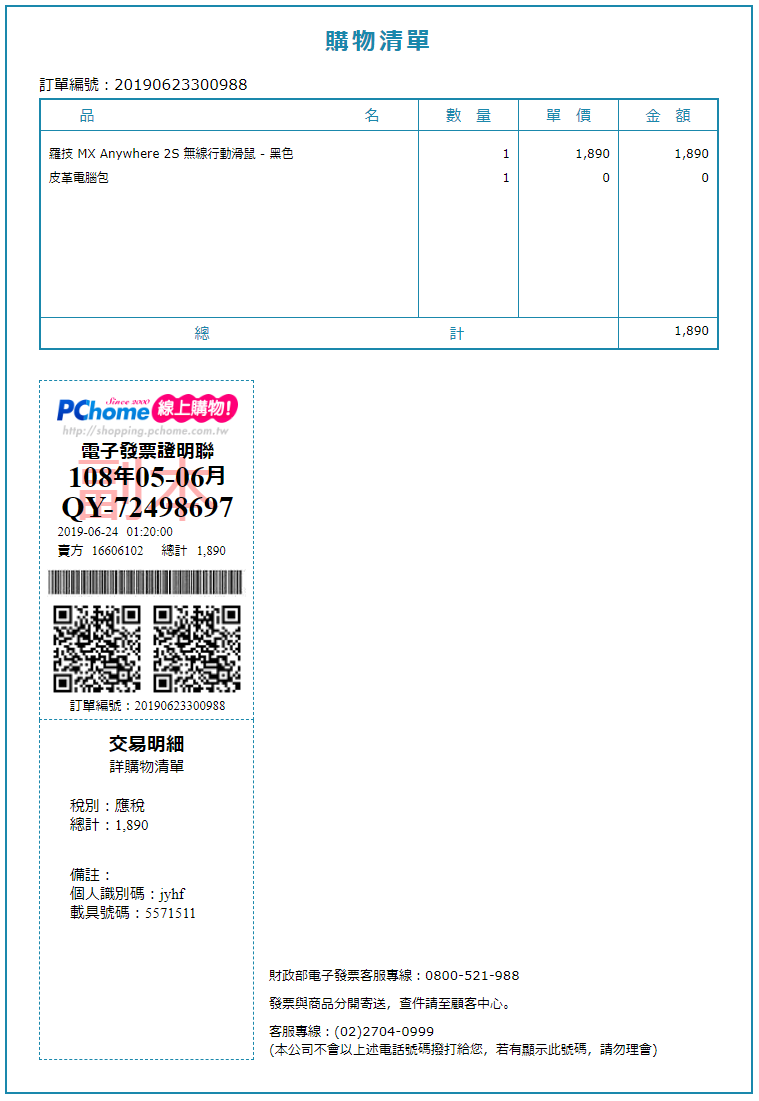 購物清單
訂單編號：20190623300988
品 名 數 量 單 價 金 額
羅技 MX Anywhere 2S 無線行動滑鼠 - 黑色 1 1,890 1,890
皮革電腦包 1 0 0
總 計 1,890
Since 2000
PChome 線上購物!
http://shopping.pchome.com.tw
電子發票證明聯
副本
108年05-06月
QY-72498697
2019-06-24 01:20:00
賣方 16606102 總計 1,890
訂單編號：20190623300988
交易明細
詳購物清單
稅別：應稅
總計：1,890
備註：
個人識別碼：jyhf
載具號碼：5571511
財政部電子發票客服專線：0800-521-988
發票與商品分開寄送，查件請至顧客中心。
客服專線：(02)2704-0999
(本公司不會以上述電話號碼撥打給您，若有顯示此號碼，請勿理會)